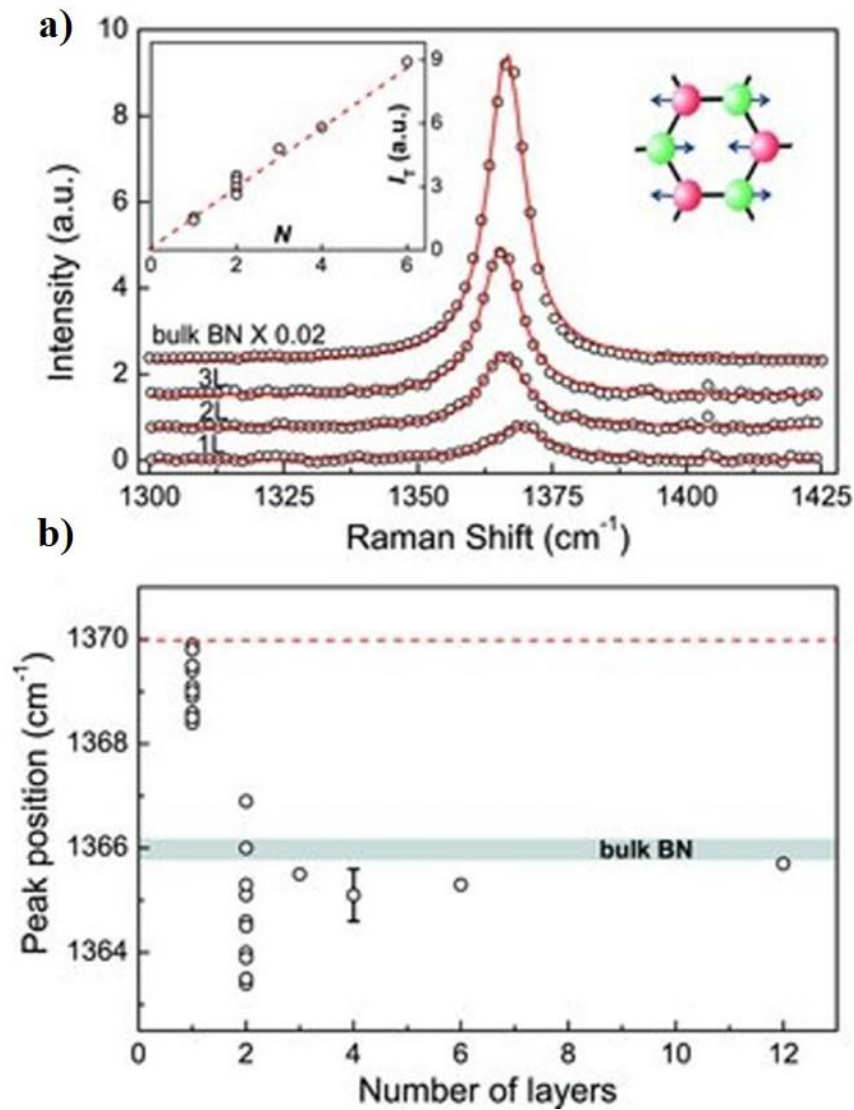 a)
10
8
6
4
2
0
Intensity (a.u.)
9
6
3
0
I_T (a.u.)
N
0 2 4 6
bulk BN X 0.02
3L
2L
1L
1300 1325 1350 1375 1400 1425
Raman Shift (cm⁻¹)
b)
1370
1368
1366
1364
Peak position (cm⁻¹)
bulk BN
0 2 4 6 8 10 12
Number of layers